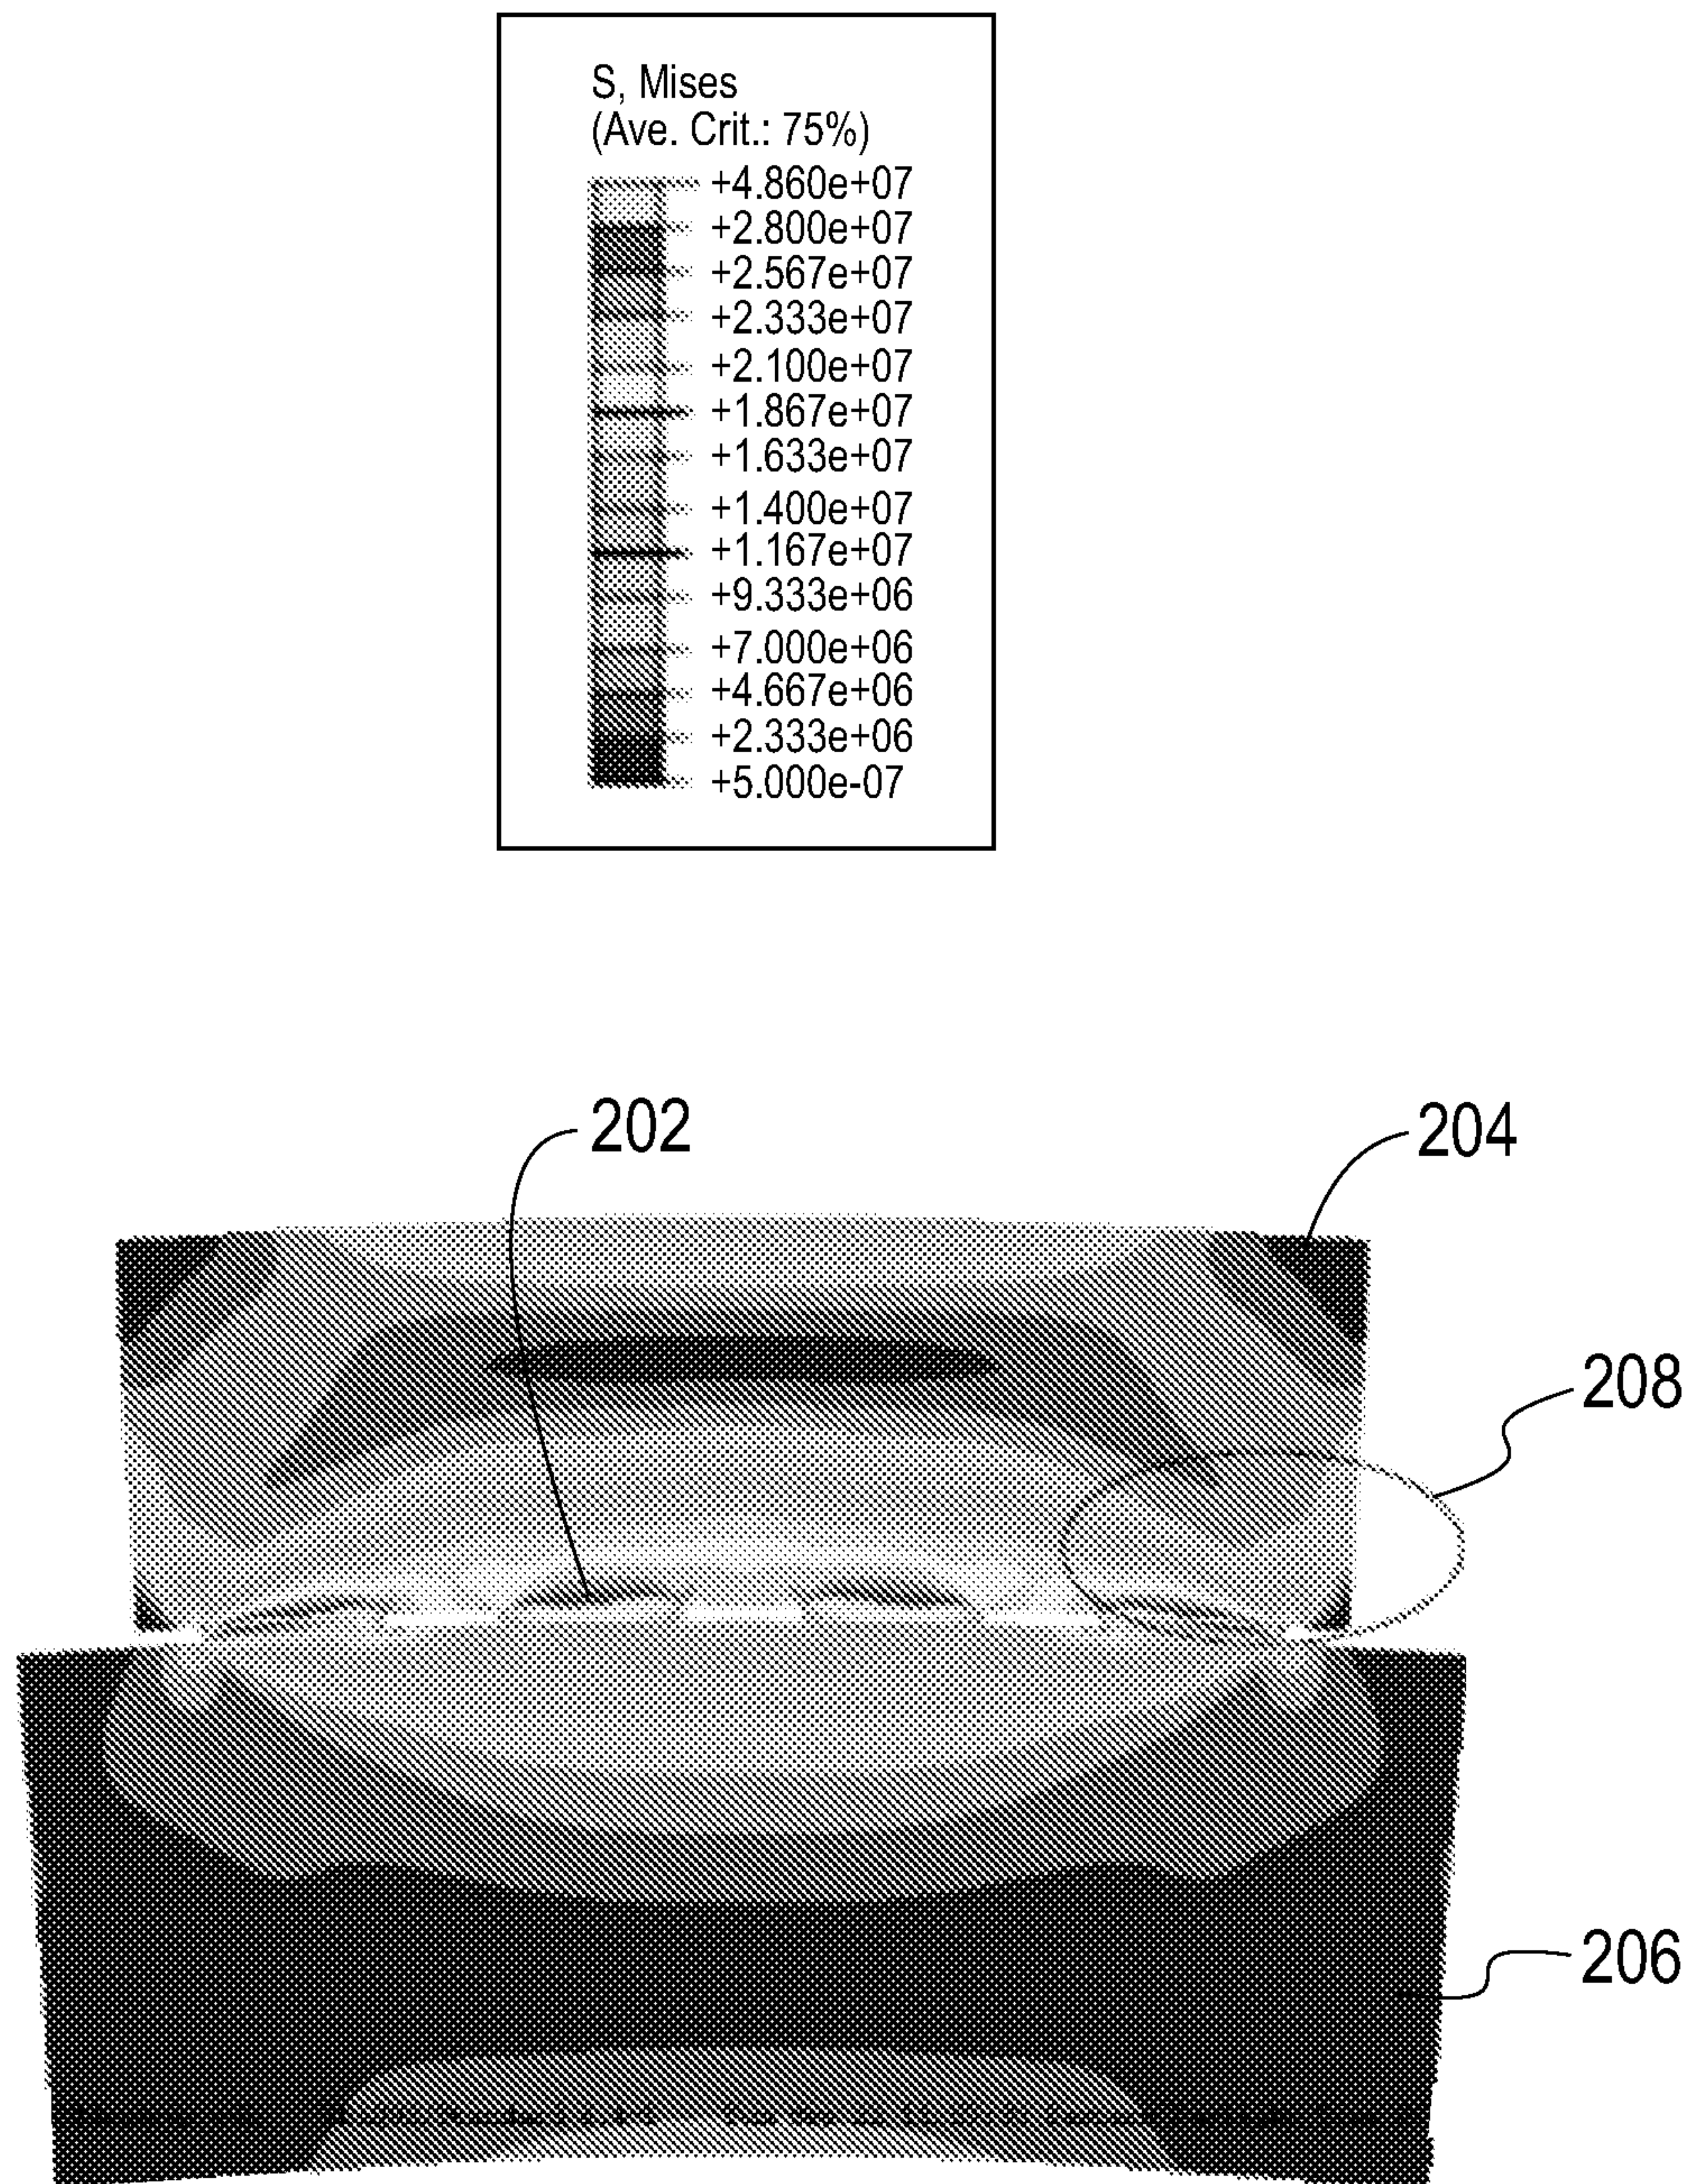 S, Mises
(Ave. Crit.: 75%)
+4.860e+07
+2.800e+07
+2.567e+07
+2.333e+07
+2.100e+07
+1.867e+07
+1.633e+07
+1.400e+07
+1.167e+07
+9.333e+06
+7.000e+06
+4.667e+06
+2.333e+06
+5.000e-07
202
204
208
206